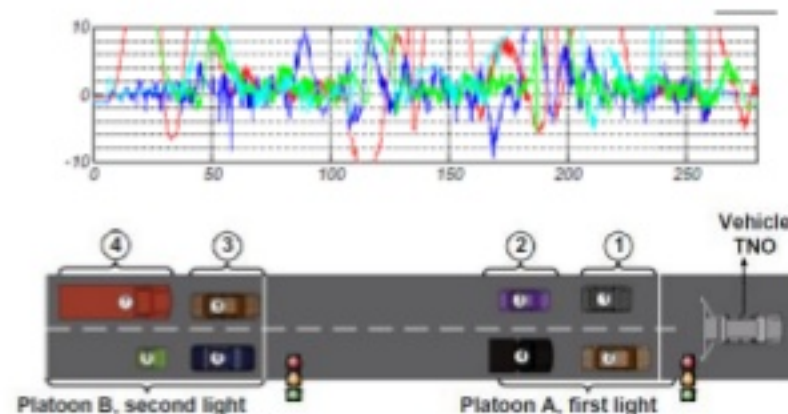 10
0
-10
0 50 100 150 200 250
Vehicle
TNO
4 3 2 1
Platoon B, second light Platoon A, first light